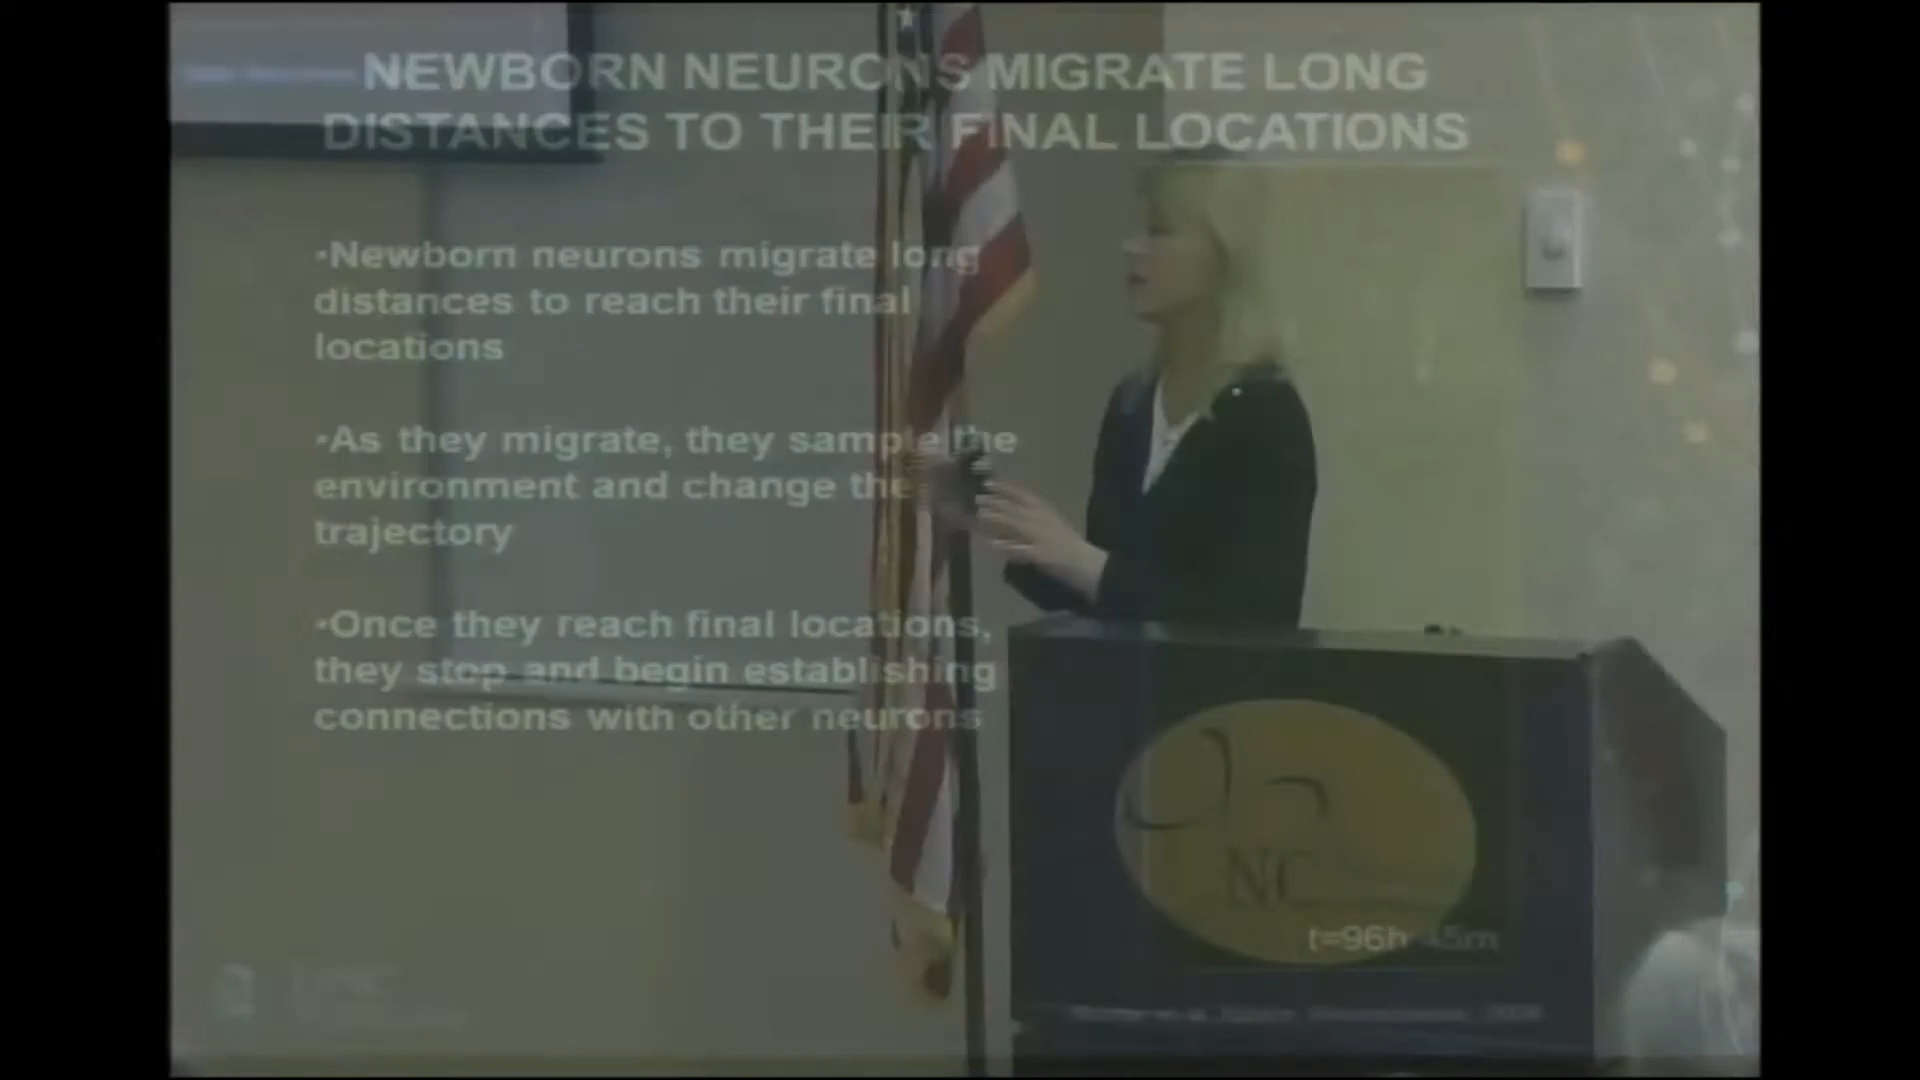 NEWBORN NEURONS MIGRATE LONG
DISTANCES TO THEIR FINAL LOCATIONS
•Newborn neurons migrate long
distances to reach their final
locations
•As they migrate, they sample the
environment and change the
trajectory
•Once they reach final locations,
they stop and begin establishing
connections with other neurons
NC
t=96h 45m